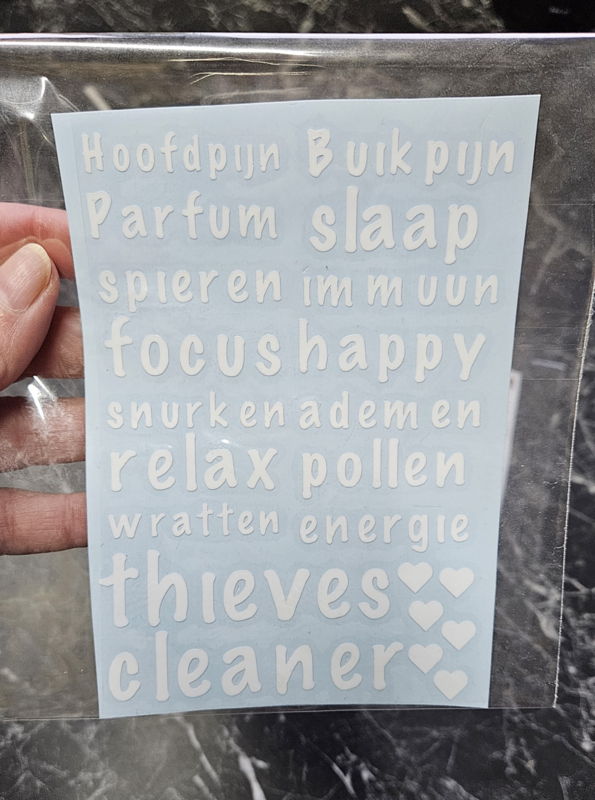 Hoofdpijn Buikpijn
Parfum slaap
spieren immuun
focus happy
snurken ademen
relax pollen
wratten energie
thieves
cleaner